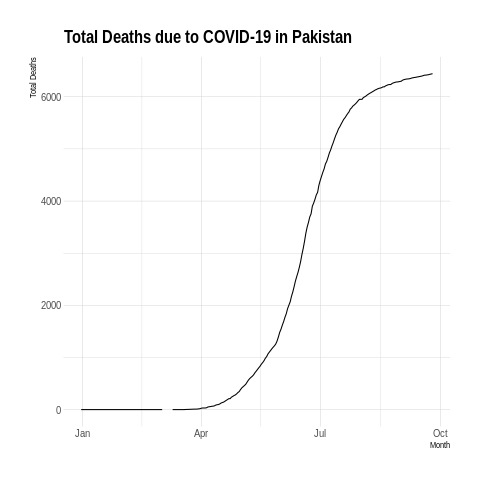 Total Deaths due to COVID-19 in Pakistan
Total Deaths
6000
4000
2000
0
Jan Apr Jul Oct
Month